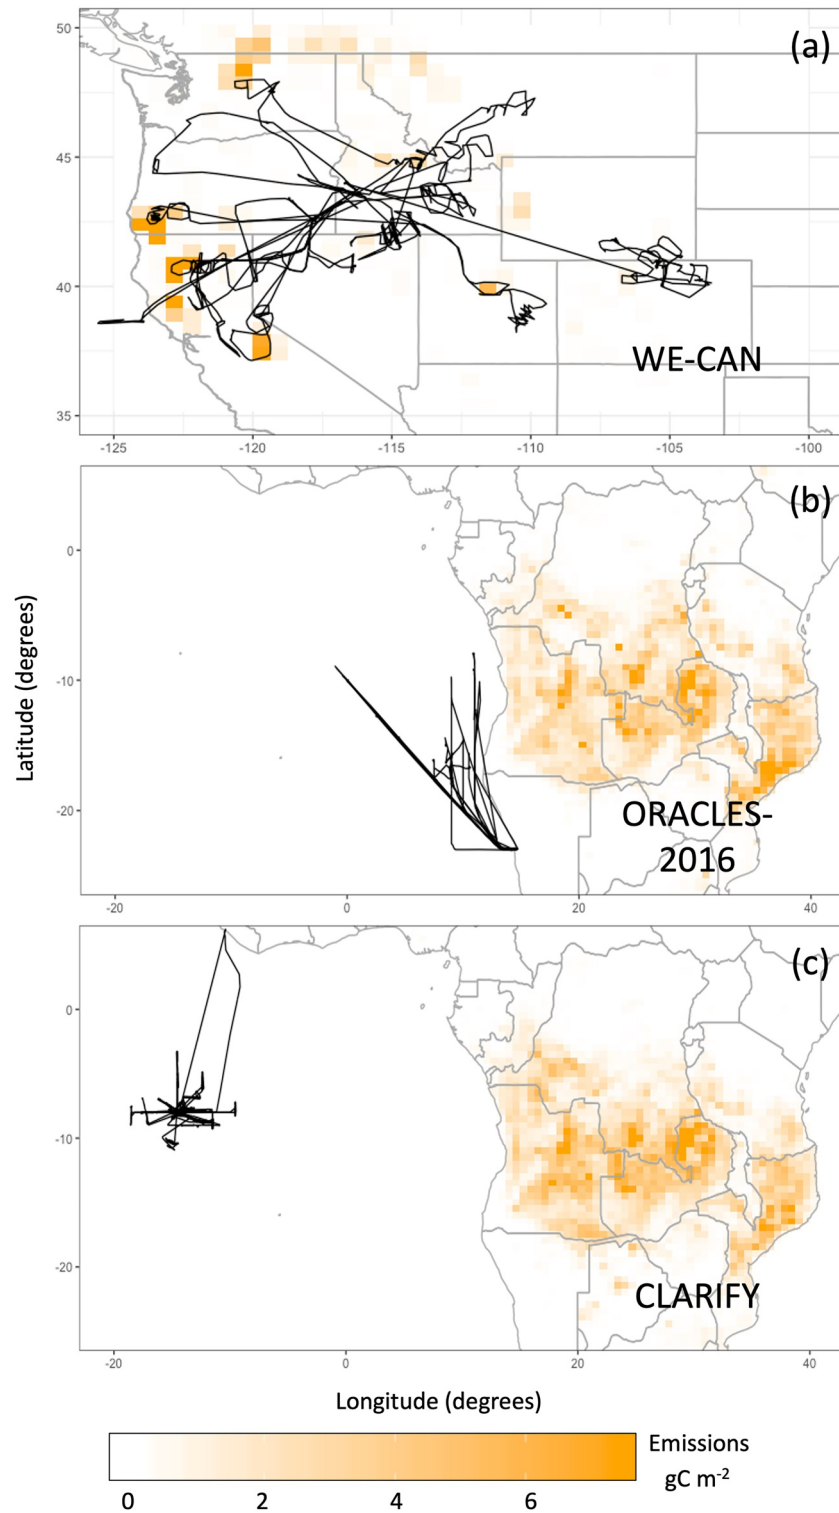 (a)
50
45
40
35
WE-CAN
-125
-120
-115
-110
-105
-100
(b)
0
-10
-20
ORACLES-
2016
-20
0
20
40
Latitude (degrees)
(c)
0
-10
-20
CLARIFY
-20
0
20
40
Longitude (degrees)
Emissions
gC m⁻²
0 2 4 6